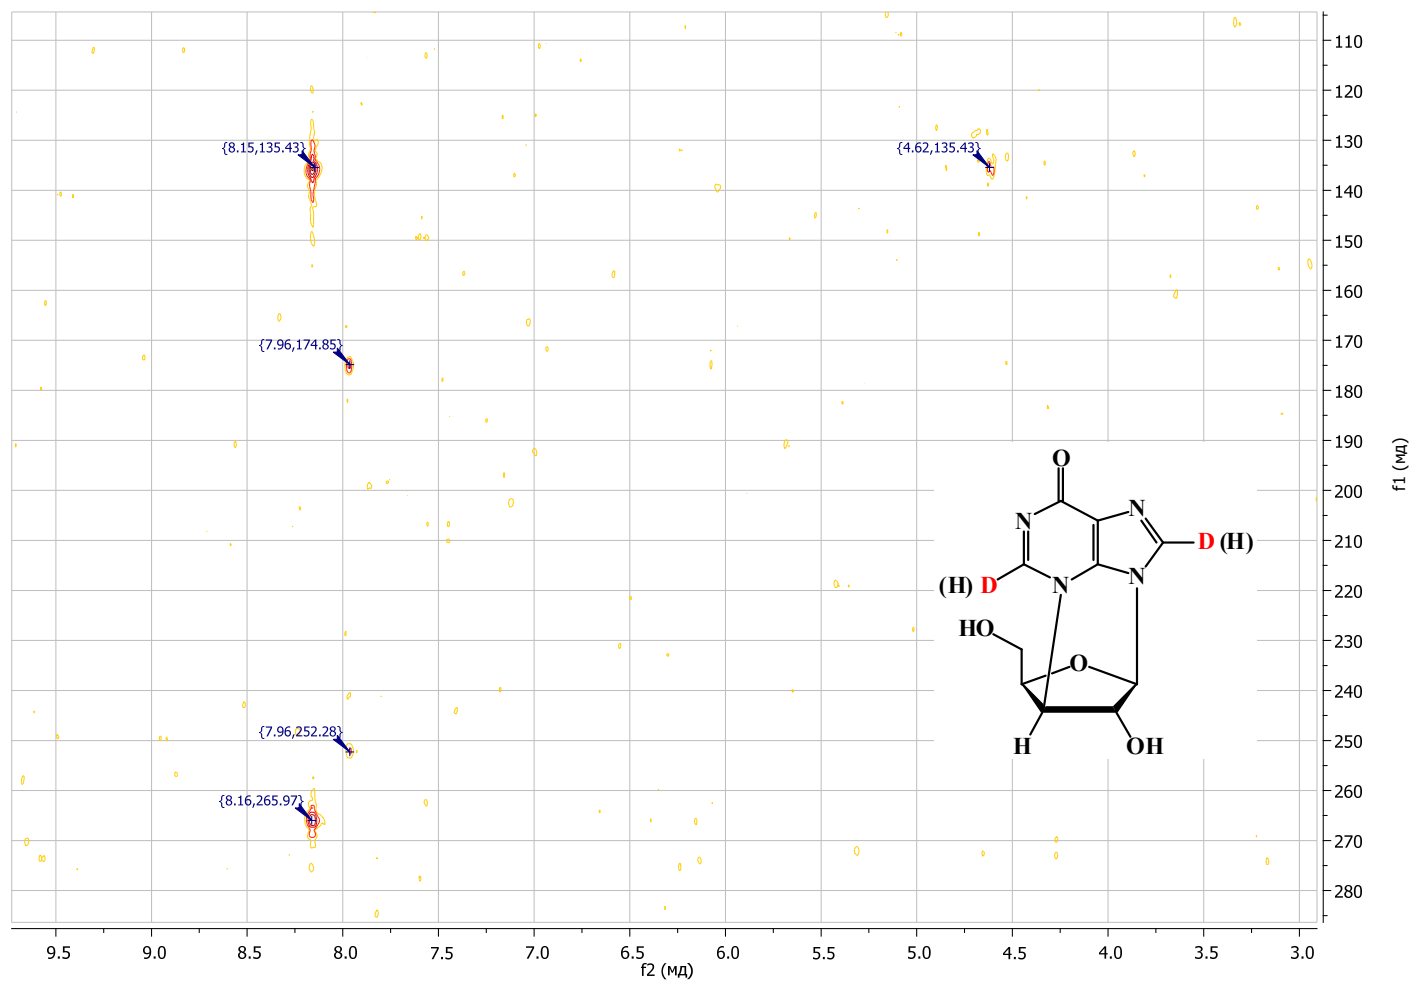 110
120
{8.15,135.43}
{4.62,135.43}
130
140
150
160
{7.96,174.85}
170
180
190
200
210
220
230
240
{7.96,252.28}
250
260
{8.16,265.97}
270
280
f1 (мд)
O
N
N
D (H)
(H) D
N
N
HO
O
H
OH
9.5 9.0 8.5 8.0 7.5 7.0 6.5 6.0 5.5 5.0 4.5 4.0 3.5 3.0
f2 (мд)